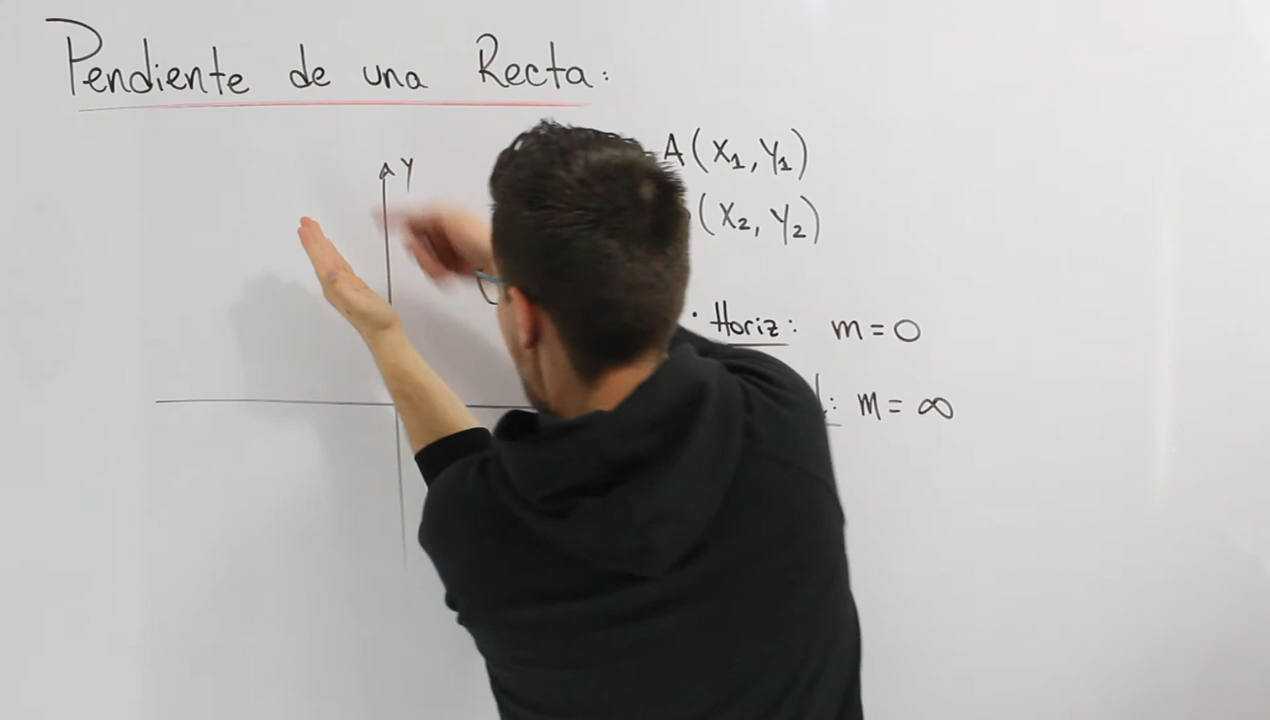 Pendiente de una Recta:
Y
A(X₁,Y₁)
(X₂,Y₂)
· Horiz: m=0
: m=∞